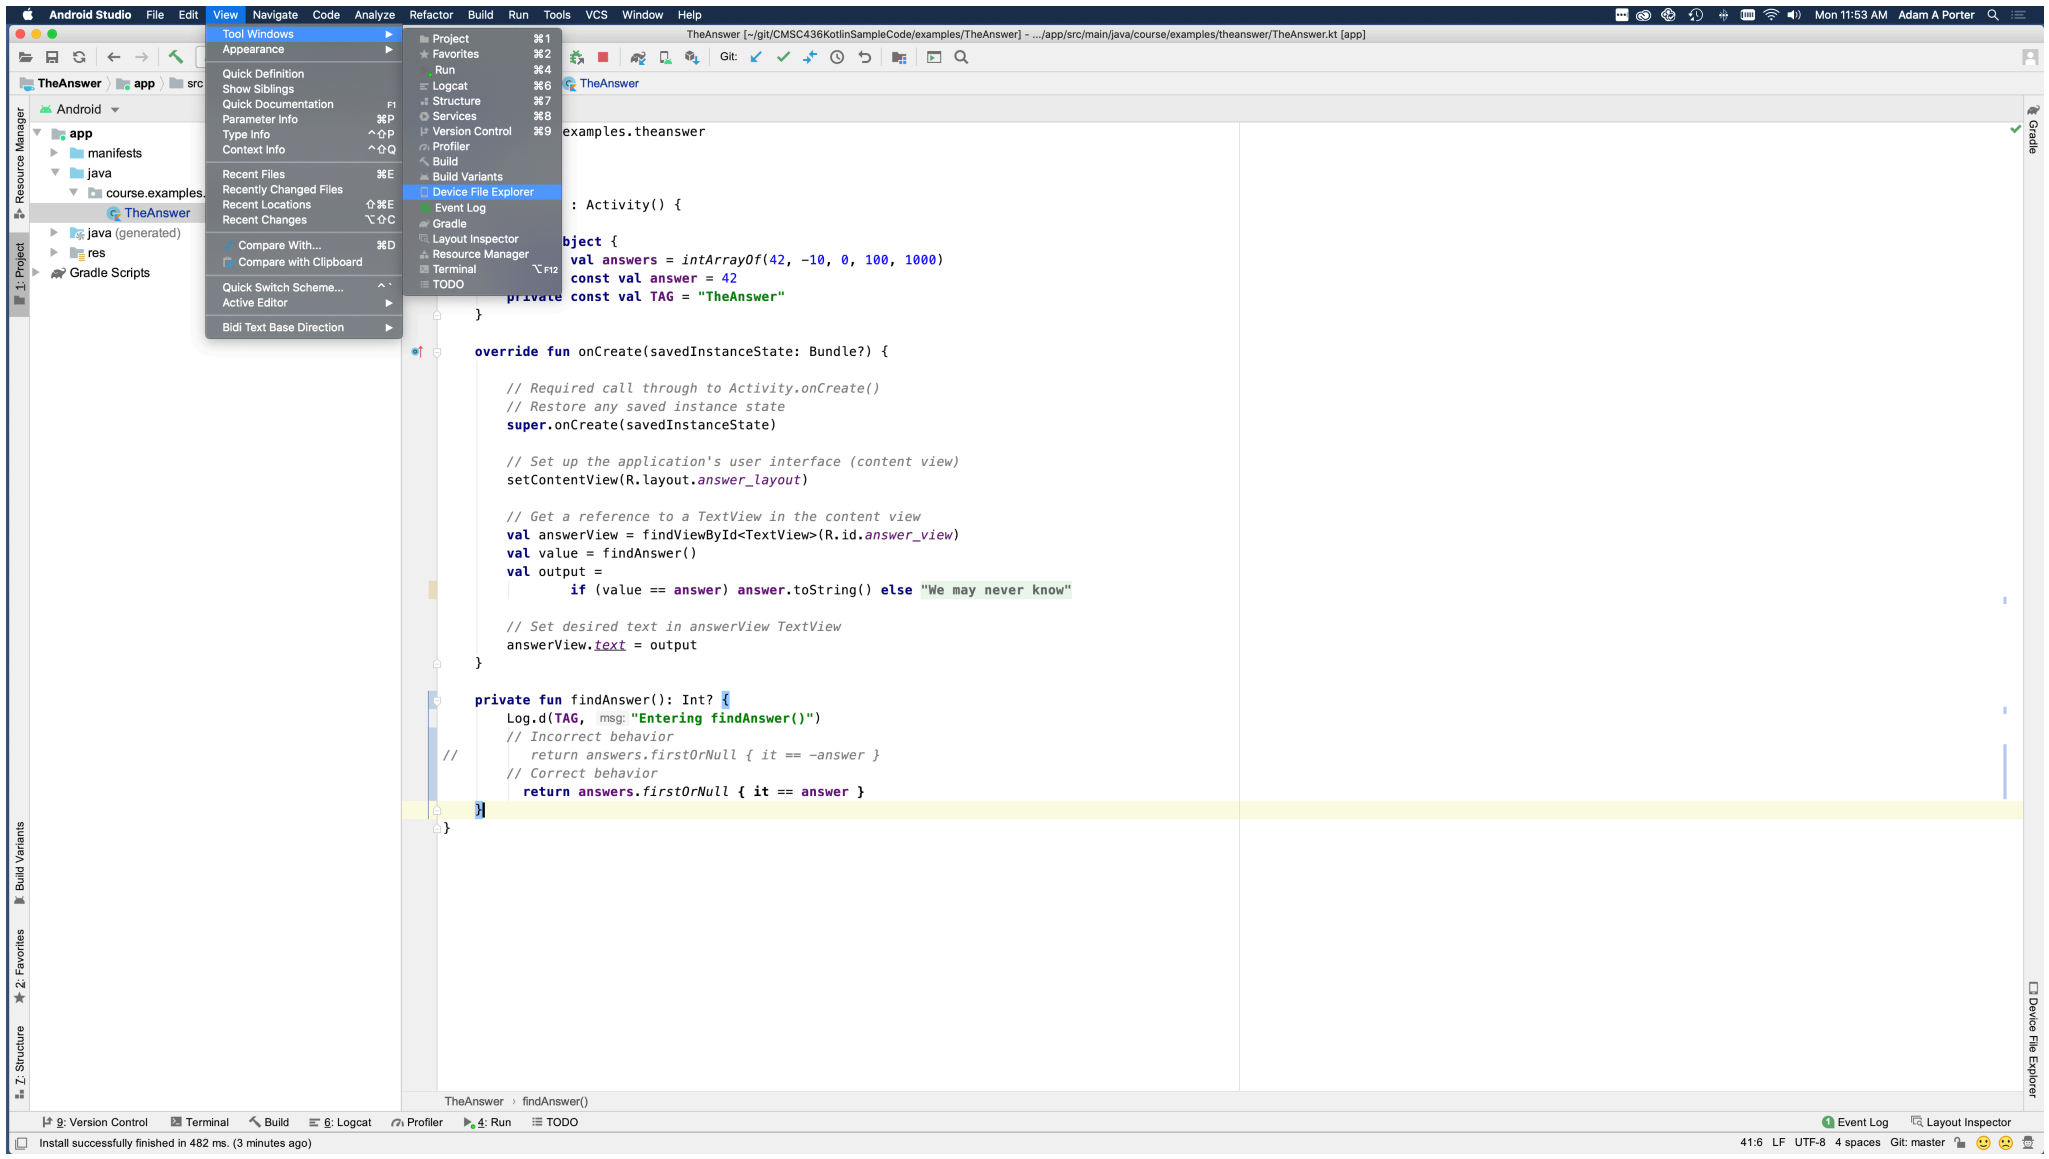 Android Studio File Edit View Navigate Code Analyze Refactor Build Run Tools VCS Window Help Mon 11:53 AM Adam A Porter
TheAnswer [~/git/CMSC436KotlinSampleCode/examples/TheAnswer] - .../app/src/main/java/course/examples/theanswer/TheAnswer.kt [app]
Git:
TheAnswer app src TheAnswer
Tool Windows
Appearance
Quick Definition
Show Siblings
Quick Documentation F1
Parameter Info ⌘P
Type Info ^⇧P
Context Info ^⇧Q
Recent Files ⌘E
Recently Changed Files
Recent Locations ⇧⌘E
Recent Changes ⌥⇧C
Compare With... ⌘D
Compare with Clipboard
Quick Switch Scheme... ^`
Active Editor
Bidi Text Base Direction
Project ⌘1
Favorites ⌘2
Run ⌘4
Logcat ⌘6
Structure ⌘7
Services ⌘8
Version Control ⌘9
Profiler
Build
Build Variants
Device File Explorer
Event Log
Gradle
Layout Inspector
Resource Manager
Terminal ⌥F12
TODO
Resource Manager
1: Project
Build Variants
2: Favorites
7: Structure
Android
app
manifests
java
course.examples.
TheAnswer
java (generated)
res
Gradle Scripts
examples.theanswer
: Activity() {
bject {
val answers = intArrayOf(42, -10, 0, 100, 1000)
const val answer = 42
private const val TAG = "TheAnswer"
}
override fun onCreate(savedInstanceState: Bundle?) {
// Required call through to Activity.onCreate()
// Restore any saved instance state
super.onCreate(savedInstanceState)
// Set up the application's user interface (content view)
setContentView(R.layout.answer_layout)
// Get a reference to a TextView in the content view
val answerView = findViewById<TextView>(R.id.answer_view)
val value = findAnswer()
val output =
if (value == answer) answer.toString() else "We may never know"
// Set desired text in answerView TextView
answerView.text = output
}
private fun findAnswer(): Int? {
Log.d(TAG, msg: "Entering findAnswer()")
// Incorrect behavior
// return answers.firstOrNull { it == -answer }
// Correct behavior
return answers.firstOrNull { it == answer }
}
}
Gradle
Device File Explorer
TheAnswer › findAnswer()
9: Version Control Terminal Build 6: Logcat Profiler 4: Run TODO 1 Event Log Layout Inspector
Install successfully finished in 482 ms. (3 minutes ago) 41:6 LF UTF-8 4 spaces Git: master